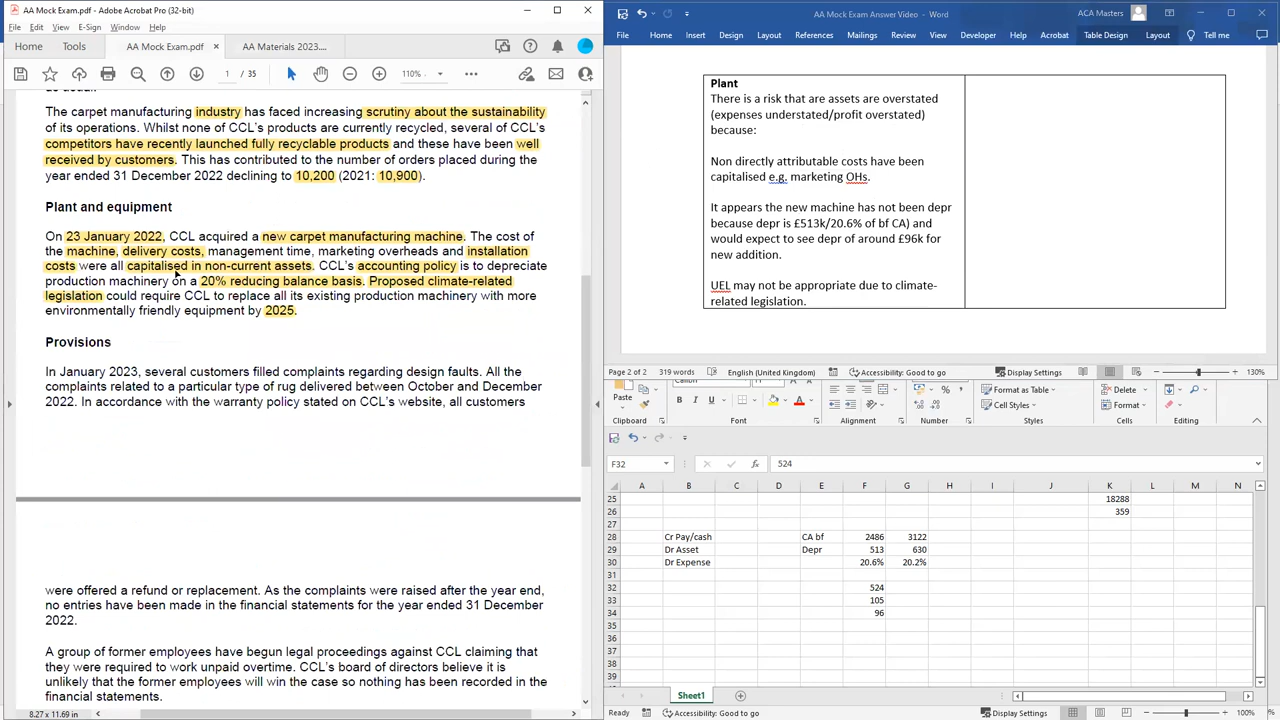 AA Mock Exam.pdf - Adobe Acrobat Pro (32-bit)
File Edit View E-Sign Window Help
Home Tools AA Mock Exam.pdf × AA Materials 2023....
1 / 35 110%
The carpet manufacturing industry has faced increasing scrutiny about the sustainability
of its operations. Whilst none of CCL's products are currently recycled, several of CCL's
competitors have recently launched fully recyclable products and these have been well
received by customers. This has contributed to the number of orders placed during the
year ended 31 December 2022 declining to 10,200 (2021: 10,900).
Plant and equipment
On 23 January 2022, CCL acquired a new carpet manufacturing machine. The cost of
the machine, delivery costs, management time, marketing overheads and installation
costs were all capitalised in non-current assets. CCL's accounting policy is to depreciate
production machinery on a 20% reducing balance basis. Proposed climate-related
legislation could require CCL to replace all its existing production machinery with more
environmentally friendly equipment by 2025.
Provisions
In January 2023, several customers filled complaints regarding design faults. All the
complaints related to a particular type of rug delivered between October and December
2022. In accordance with the warranty policy stated on CCL's website, all customers
were offered a refund or replacement. As the complaints were raised after the year end,
no entries have been made in the financial statements for the year ended 31 December
2022.
A group of former employees have begun legal proceedings against CCL claiming that
they were required to work unpaid overtime. CCL's board of directors believe it is
unlikely that the former employees will win the case so nothing has been recorded in the
financial statements.
8.27 x 11.69 in
AA Mock Exam Answer Video - Word ACA Masters
File Home Insert Design Layout References Mailings Review View Developer Acrobat Table Design Layout Tell me
Plant
There is a risk that are assets are overstated
(expenses understated/profit overstated)
because:
Non directly attributable costs have been
capitalised e.g. marketing OHs.
It appears the new machine has not been depr
because depr is £513k/20.6% of bf CA) and
would expect to see depr of around £96k for
new addition.
UEL may not be appropriate due to climate-
related legislation.
Page 2 of 2 319 words English (United Kingdom) Display Settings 130%
Paste Calibri 11 Conditional Formatting
B I U A % Format as Table Delete
Cell Styles Format
Clipboard Font Alignment Number Styles Cells Editing
F32 fx 524
A B C D E F G H I J K L M N
25 18288
26 359
27
28 Cr Pay/cash CA bf 2486 3122
29 Dr Asset Depr 513 630
30 Dr Expense 20.6% 20.2%
31
32 524
33 105
34 96
35
36
37
38
Sheet1
Ready Accessibility: Good to go Display Settings 100%